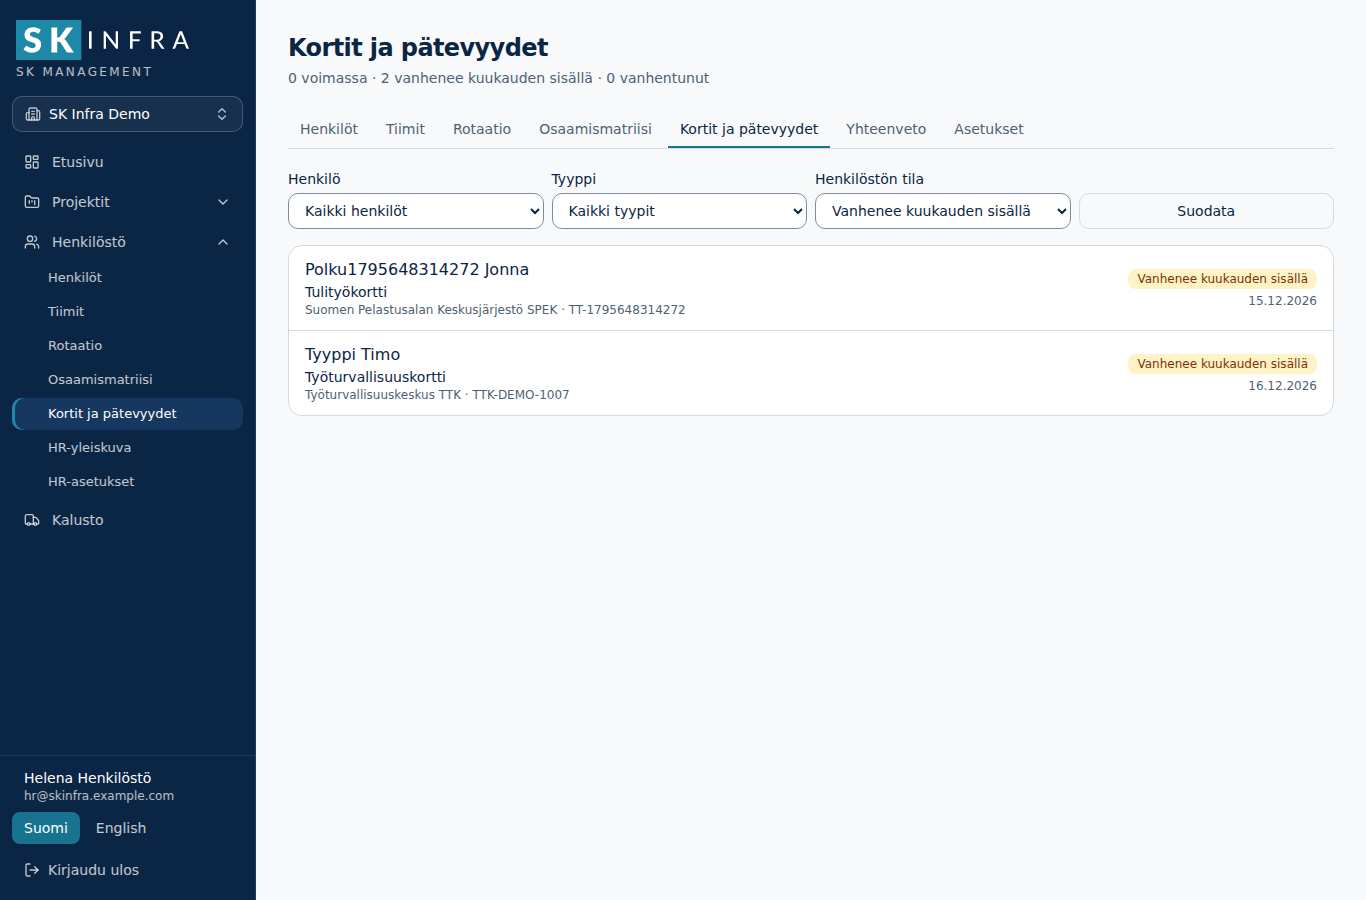 SK INFRA
SK MANAGEMENT
SK Infra Demo
Etusivu
Projektit
Henkilöstö
Henkilöt
Tiimit
Rotaatio
Osaamismatriisi
Kortit ja pätevyydet
HR-yleiskuva
HR-asetukset
Kalusto
Helena Henkilöstö
hr@skinfra.example.com
Suomi English
Kirjaudu ulos
Kortit ja pätevyydet
0 voimassa · 2 vanhenee kuukauden sisällä · 0 vanhentunut
Henkilöt Tiimit Rotaatio Osaamismatriisi Kortit ja pätevyydet Yhteenveto Asetukset
Henkilö Tyyppi Henkilöstön tila
Kaikki henkilöt Kaikki tyypit Vanhenee kuukauden sisällä Suodata
Polku1795648314272 Jonna
Tulityökortti
Suomen Pelastusalan Keskusjärjestö SPEK · TT-1795648314272
Vanhenee kuukauden sisällä
15.12.2026
Tyyppi Timo
Työturvallisuuskortti
Työturvallisuuskeskus TTK · TTK-DEMO-1007
Vanhenee kuukauden sisällä
16.12.2026